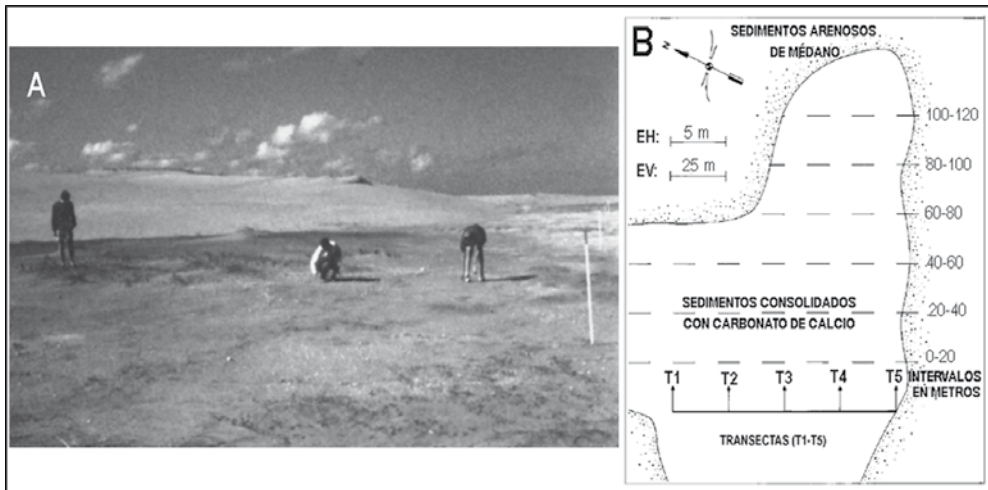 A
B
SEDIMENTOS ARENOSOS
DE MÉDANO
N
EH: 5 m
EV: 25 m
100-120
80-100
60-80
40-60
SEDIMENTOS CONSOLIDADOS
CON CARBONATO DE CALCIO
20-40
0-20
T1 T2 T3 T4 T5 INTERVALOS
EN METROS
TRANSECTAS (T1-T5)